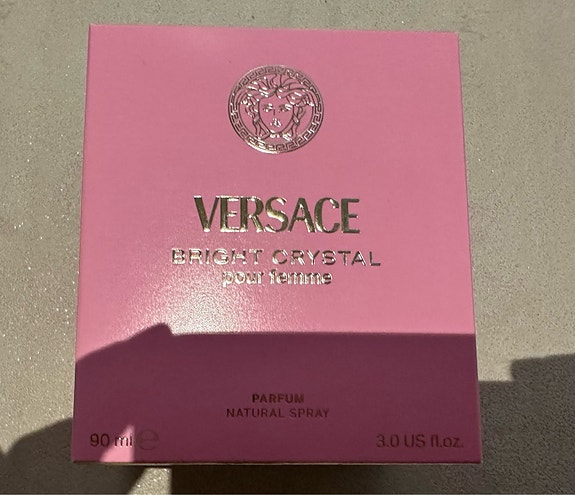 VERSACE
BRIGHT CRYSTAL
pour femme
PARFUM
NATURAL SPRAY
90 ml e 3.0 US fl.oz.